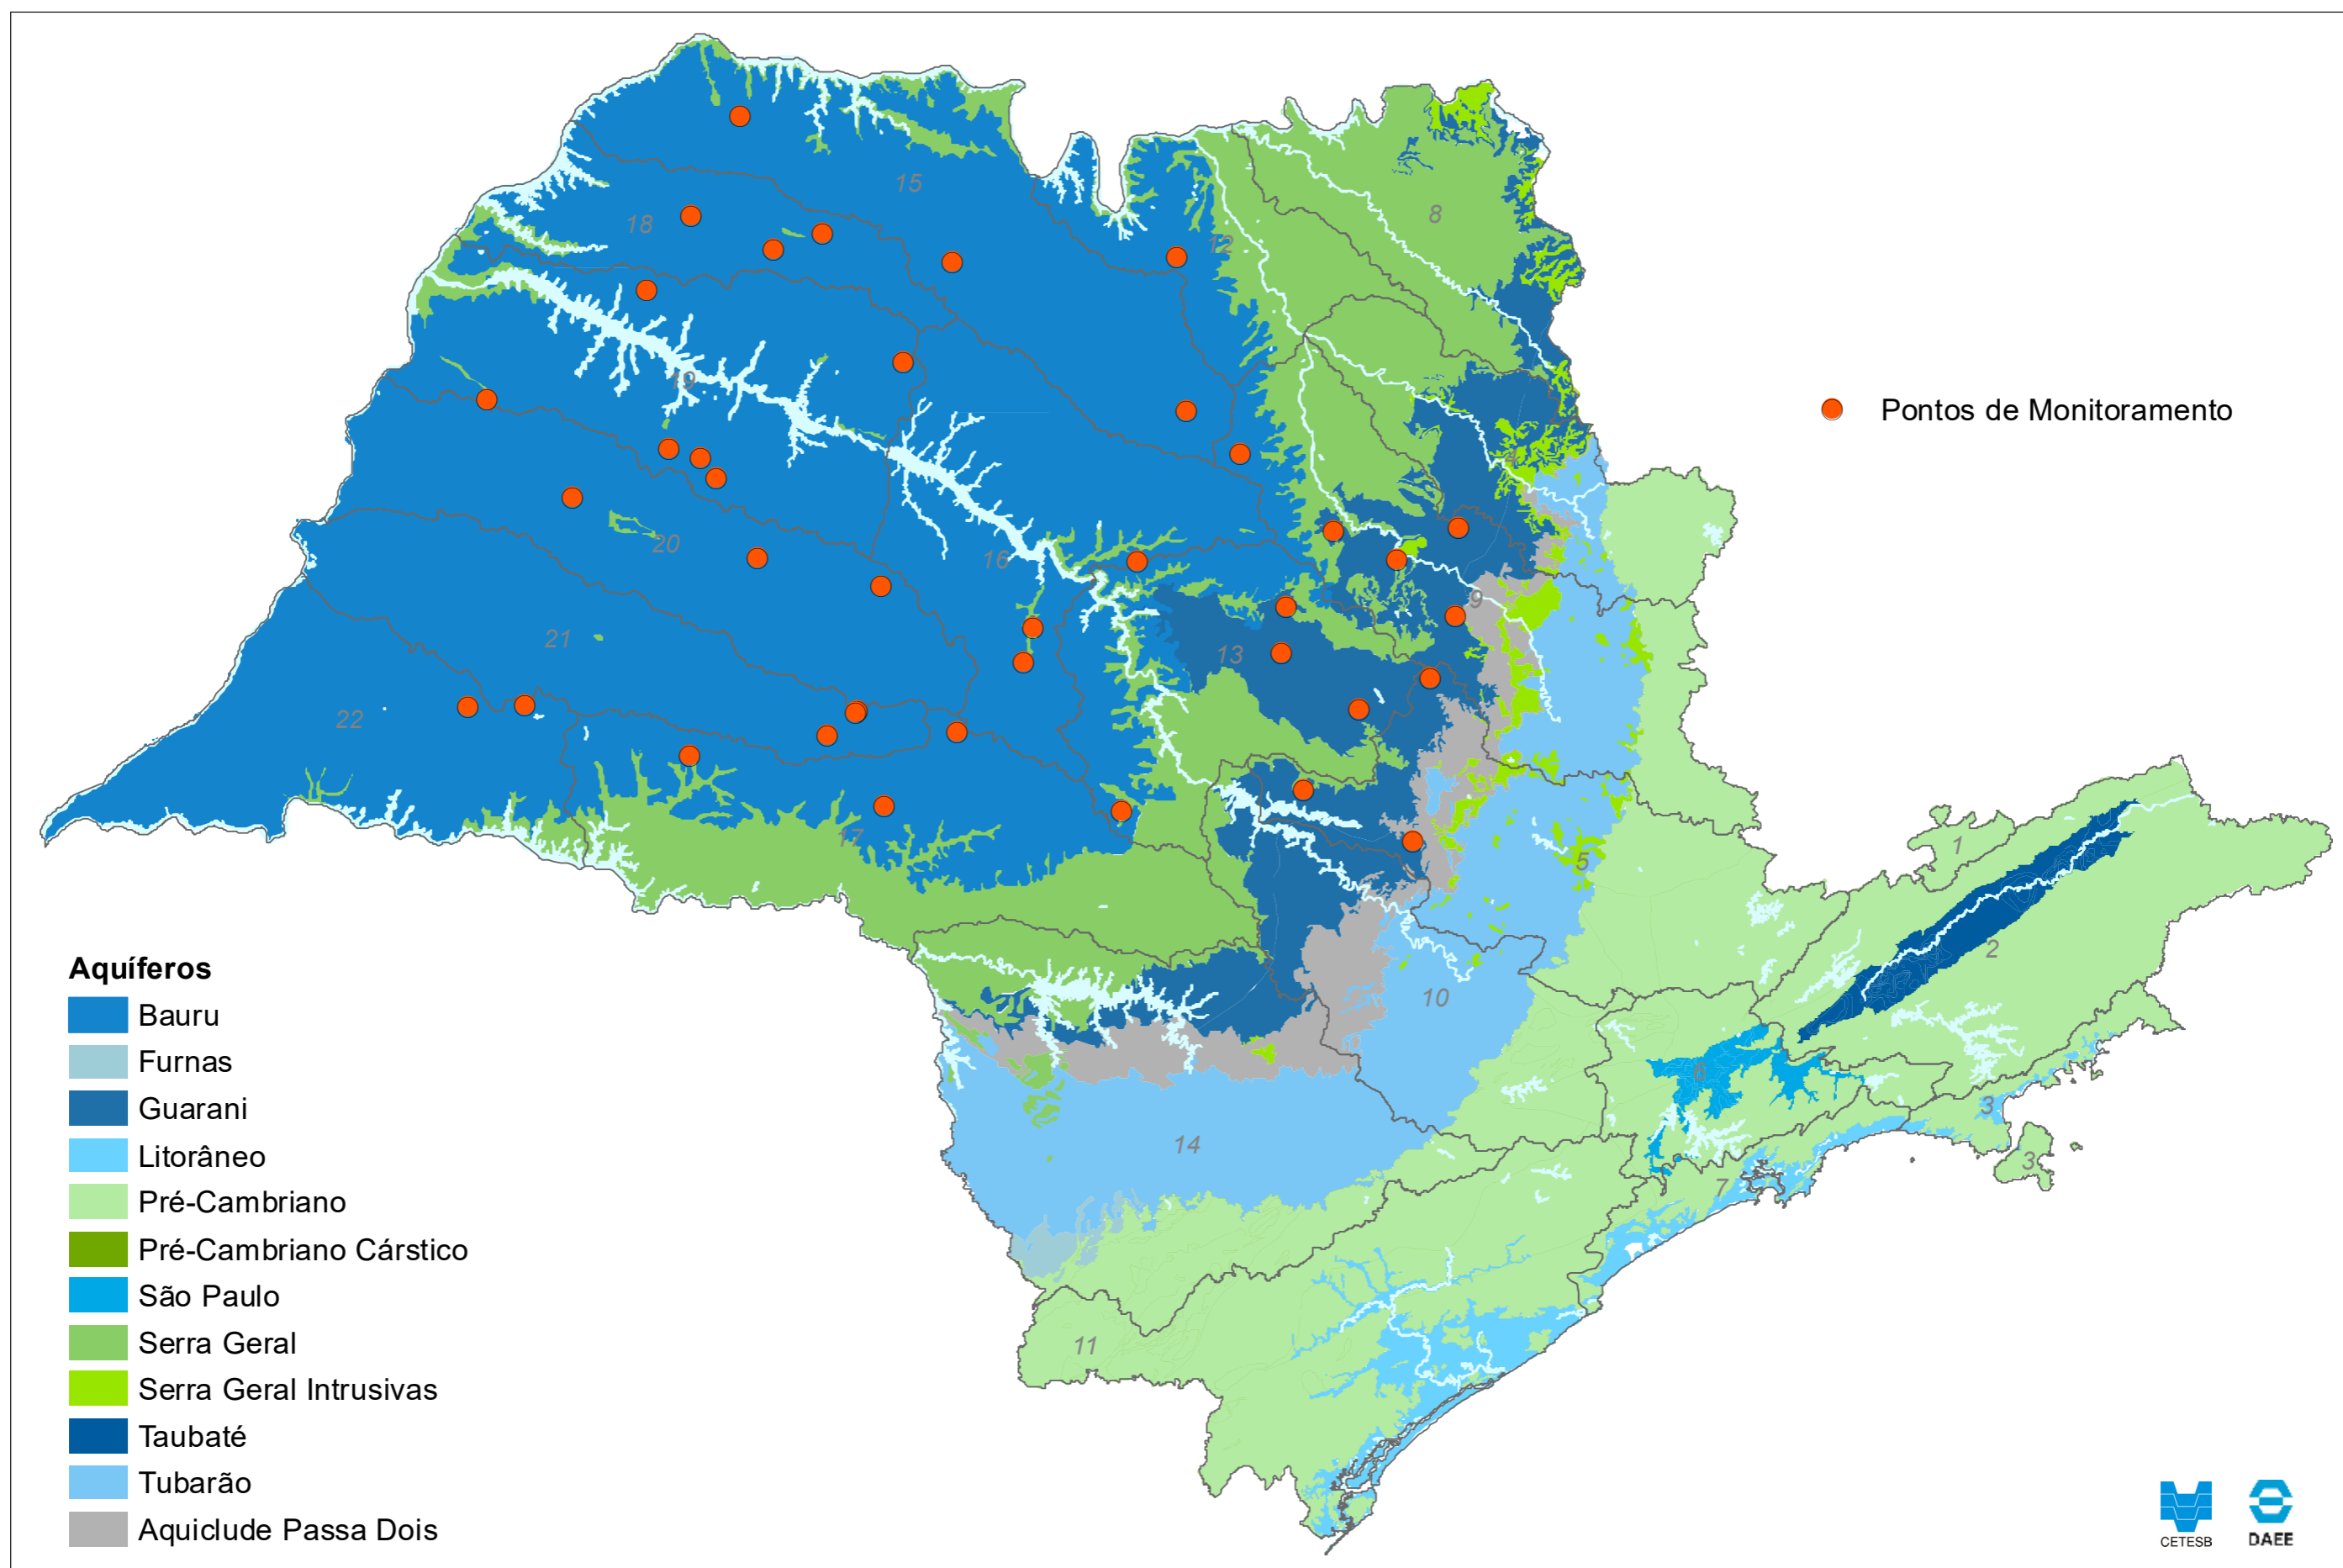 15
18
8
12
Pontos de Monitoramento
19
4
20
16
9
21
13
22
17
5
1
2
10
6
3
14
3
7
11
Aquíferos
Bauru
Furnas
Guarani
Litorâneo
Pré-Cambriano
Pré-Cambriano Cárstico
São Paulo
Serra Geral
Serra Geral Intrusivas
Taubaté
Tubarão
Aquiclude Passa Dois
CETESB
DAEE